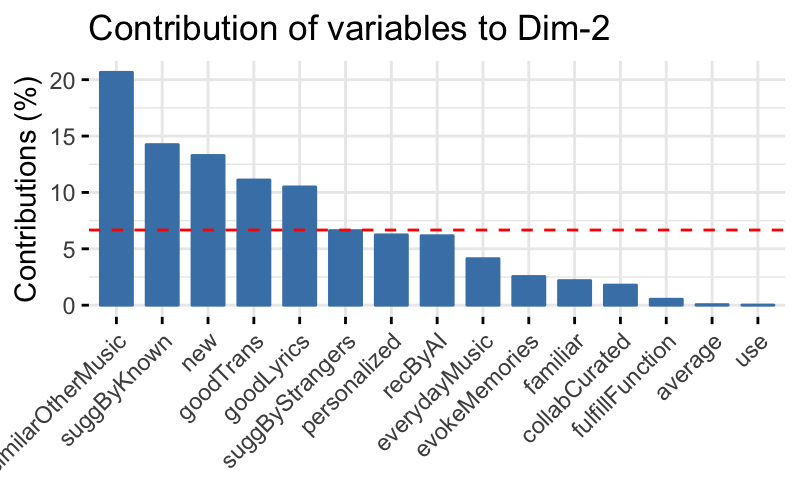 Contribution of variables to Dim-2
Contributions (%)
20
15
10
5
0
imilarOtherMusic
suggByKnown
new
goodTrans
goodLyrics
suggByStrangers
personalized
recByAI
everydayMusic
evokeMemories
familiar
collabCurated
fulfillFunction
average
use